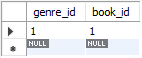 genre_id book_id
1 1
NULL NULL